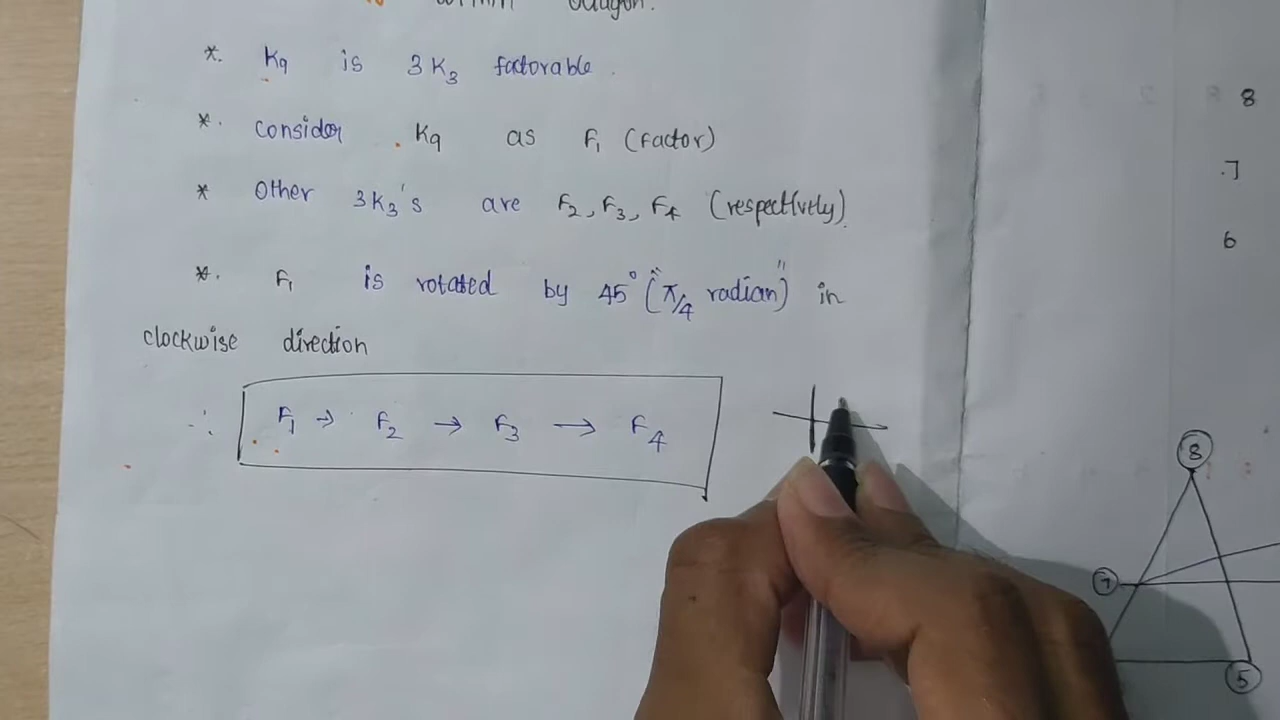 octagon.
*. K9 is 3K3 factorable.
*. consider K9 as F1 (Factor)
* Other 3K3's are F2, F3, F4 (respectively).
*. F1 is rotated by 45° ("π/4 radian") in
clockwise direction
∴ F1 → F2 → F3 → F4
8
7
6
8
7
5